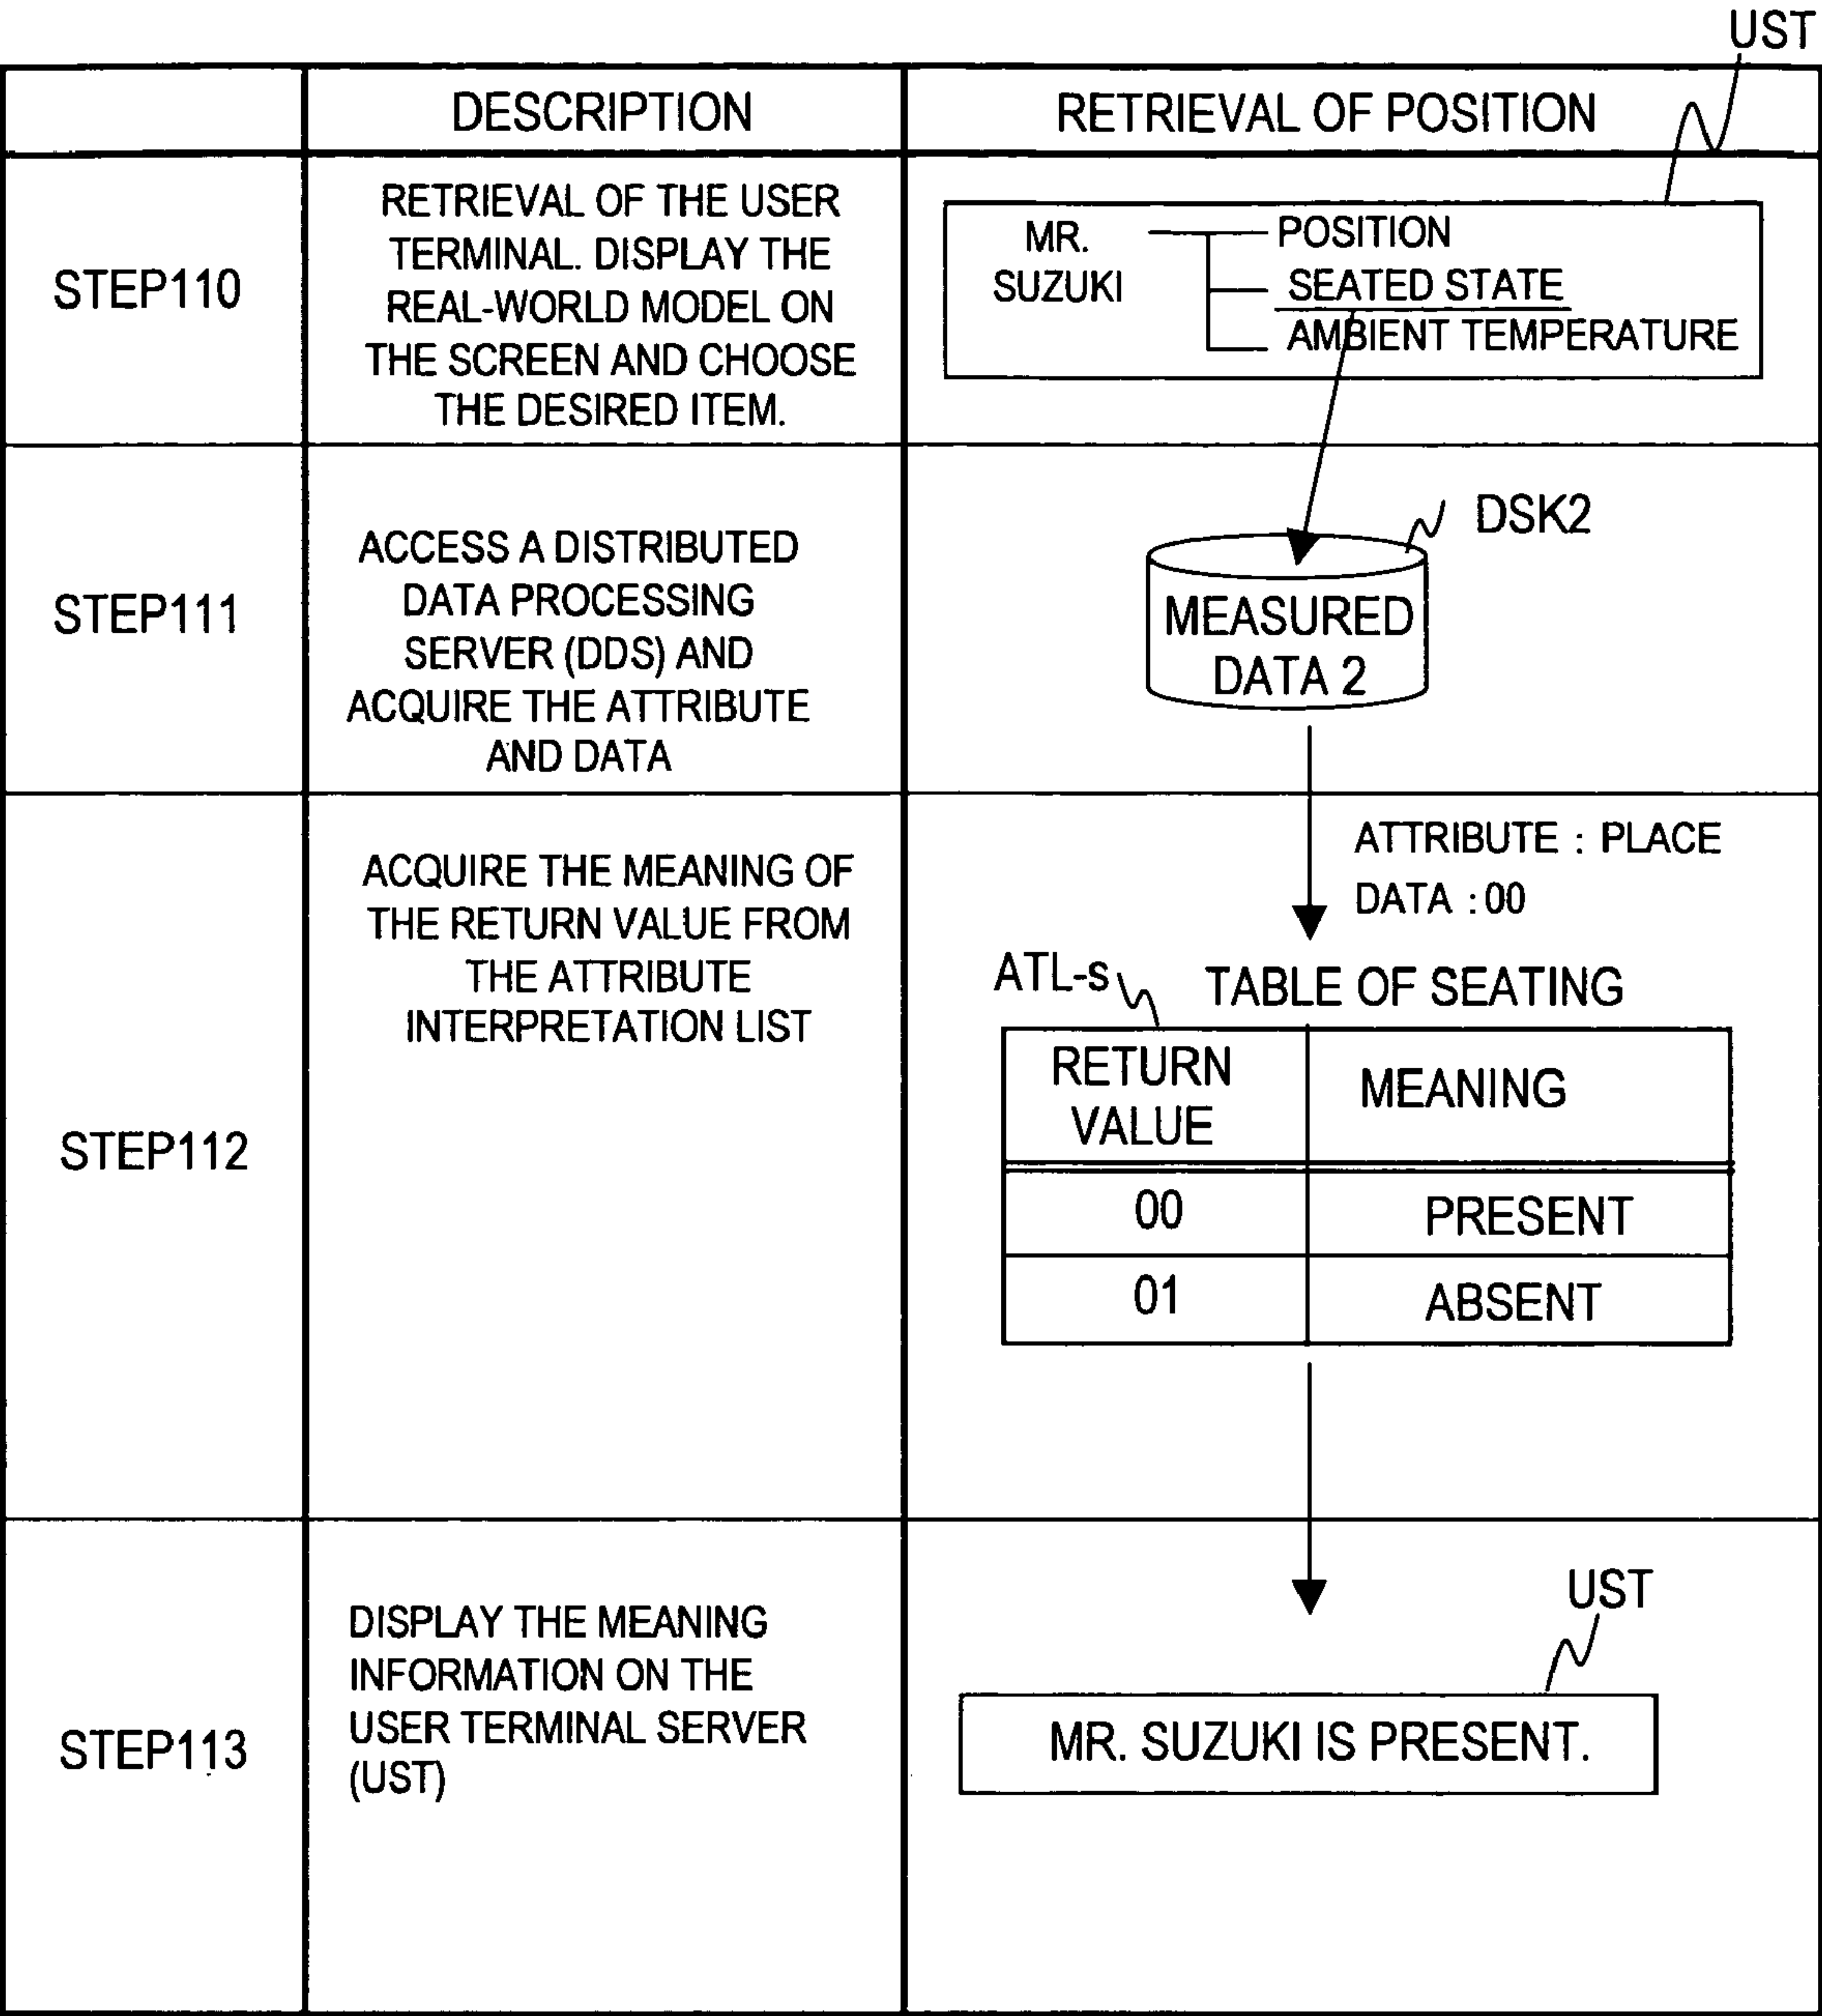 UST
DESCRIPTION
RETRIEVAL OF POSITION
STEP110
RETRIEVAL OF THE USER
TERMINAL. DISPLAY THE
REAL-WORLD MODEL ON
THE SCREEN AND CHOOSE
THE DESIRED ITEM.
MR.
SUZUKI
POSITION
SEATED STATE
AMBIENT TEMPERATURE
STEP111
ACCESS A DISTRIBUTED
DATA PROCESSING
SERVER (DDS) AND
ACQUIRE THE ATTRIBUTE
AND DATA
DSK2
MEASURED
DATA 2
STEP112
ACQUIRE THE MEANING OF
THE RETURN VALUE FROM
THE ATTRIBUTE
INTERPRETATION LIST
ATTRIBUTE : PLACE
DATA : 00
ATL-s
TABLE OF SEATING
RETURN
VALUE
MEANING
00
PRESENT
01
ABSENT
STEP113
DISPLAY THE MEANING
INFORMATION ON THE
USER TERMINAL SERVER
(UST)
UST
MR. SUZUKI IS PRESENT.